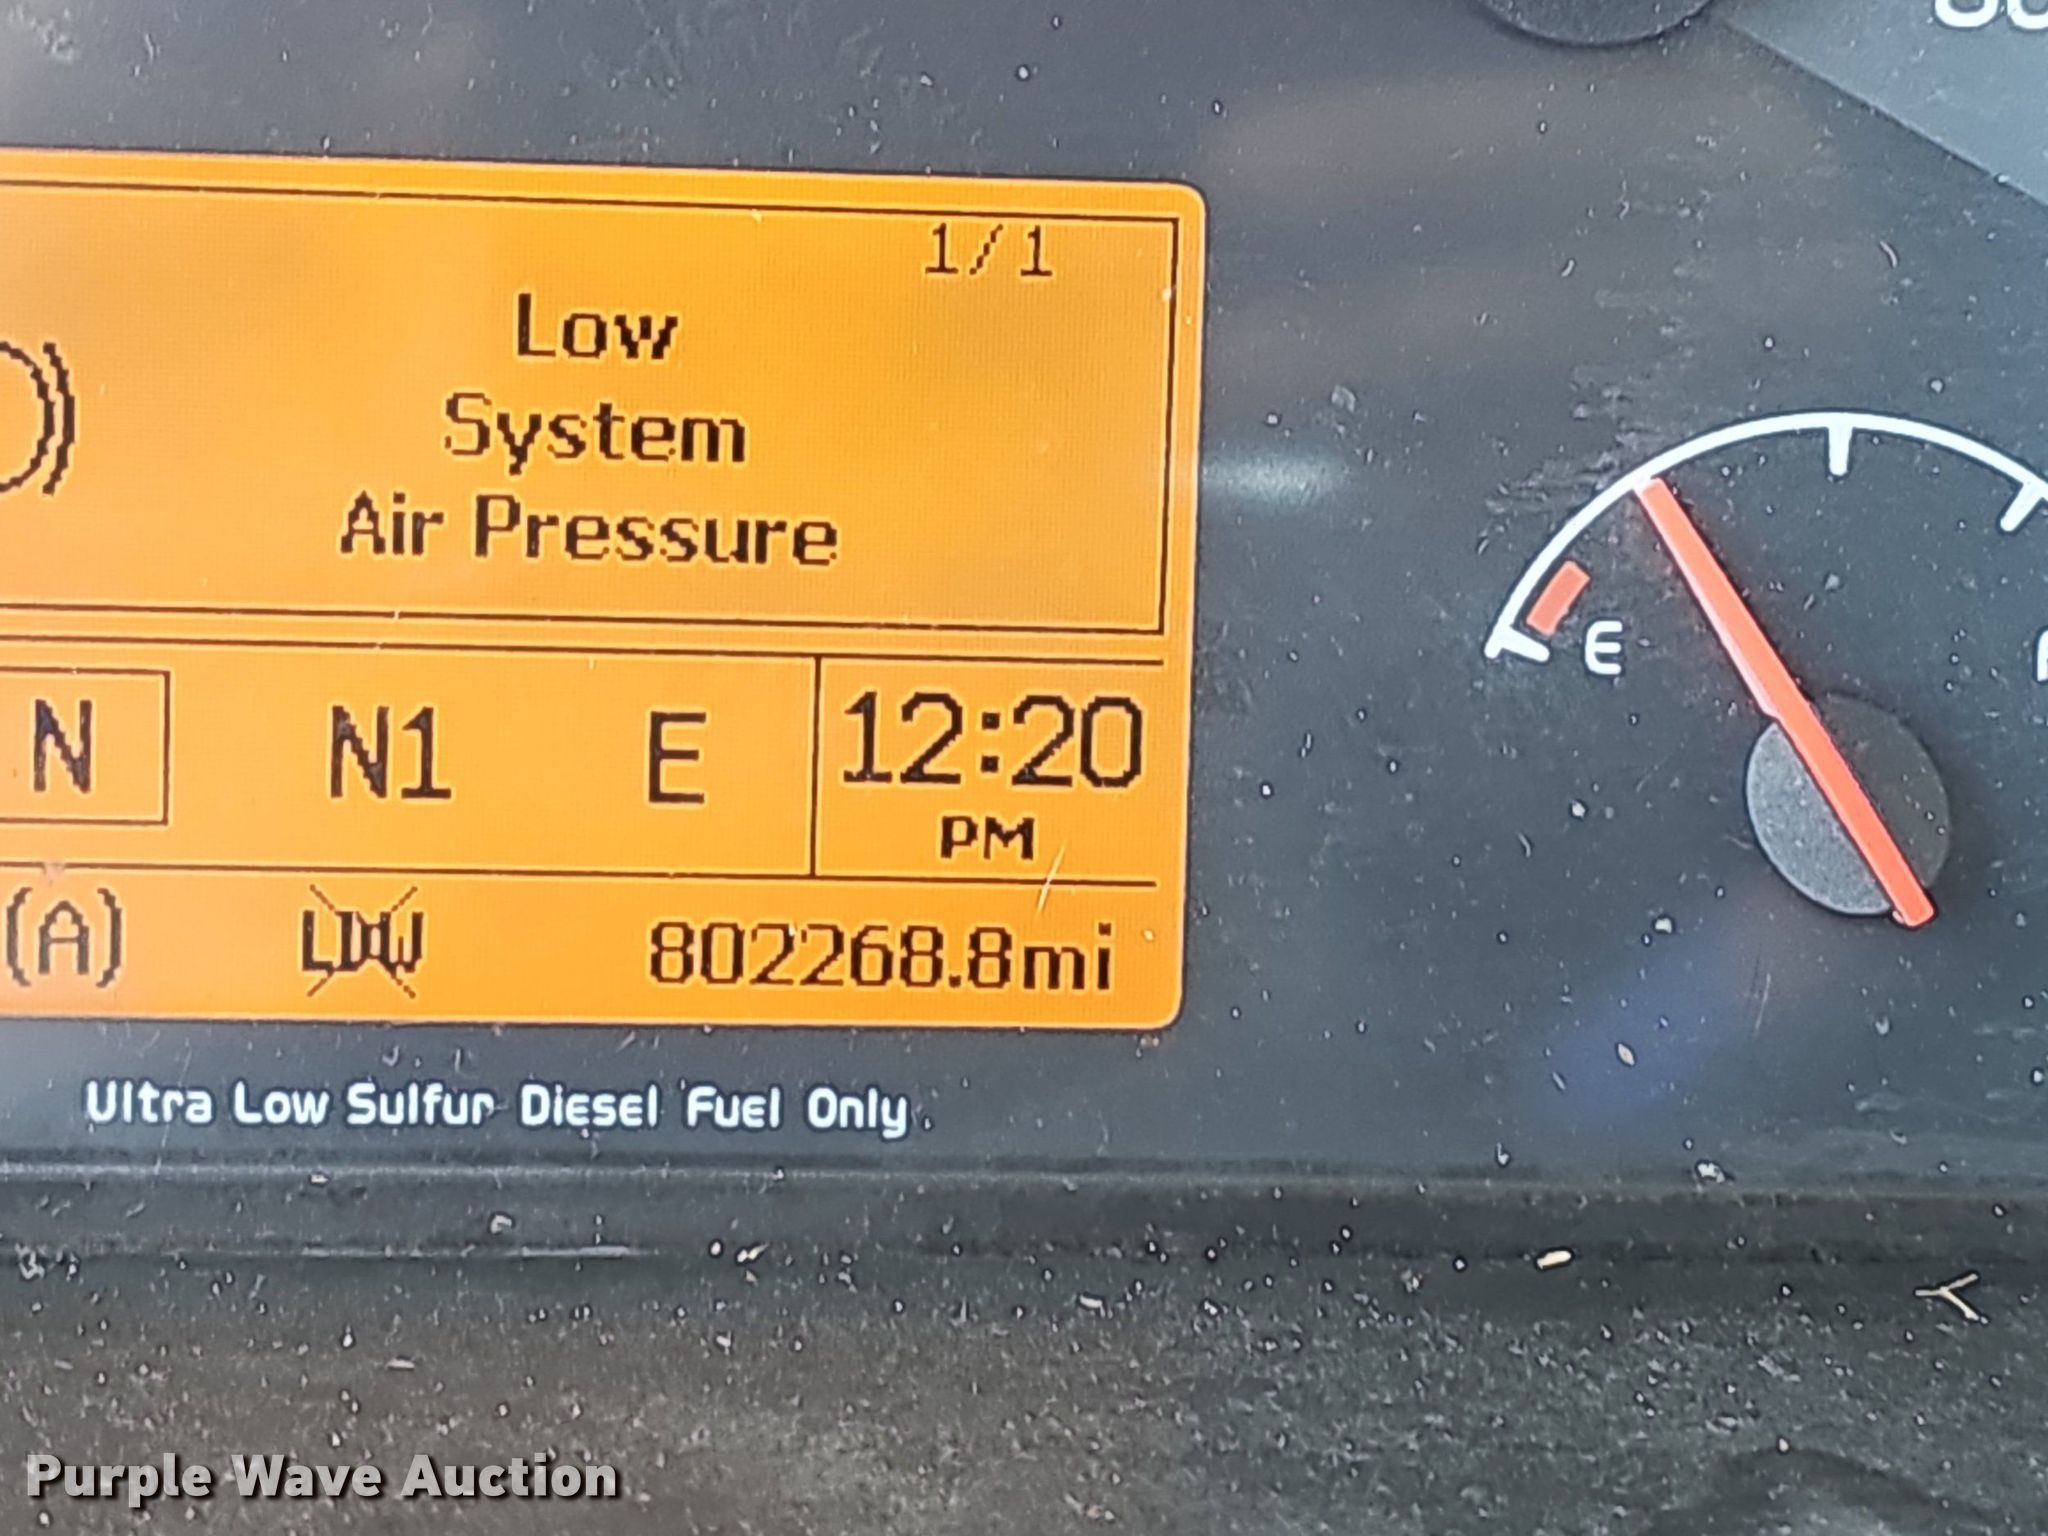 1/1
Low
System
Air Pressure
N N1 E 12:20
PM
(A) LDW 802268.8mi
E
Ultra Low Sulfur Diesel Fuel Only
Purple Wave Auction